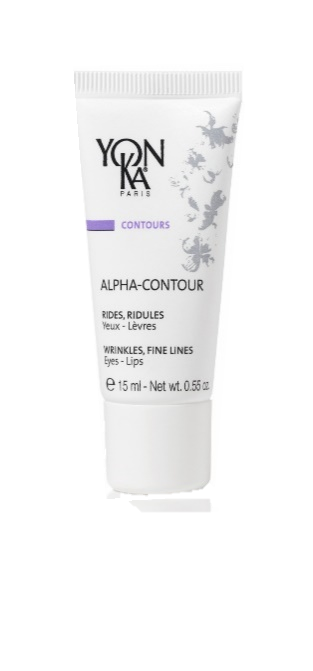 YON
KA®
PARIS
CONTOURS
ALPHA-CONTOUR
RIDES, RIDULES
Yeux - Lèvres
WRINKLES, FINE LINES
Eyes - Lips
℮ 15 ml - Net wt. 0.55 oz.